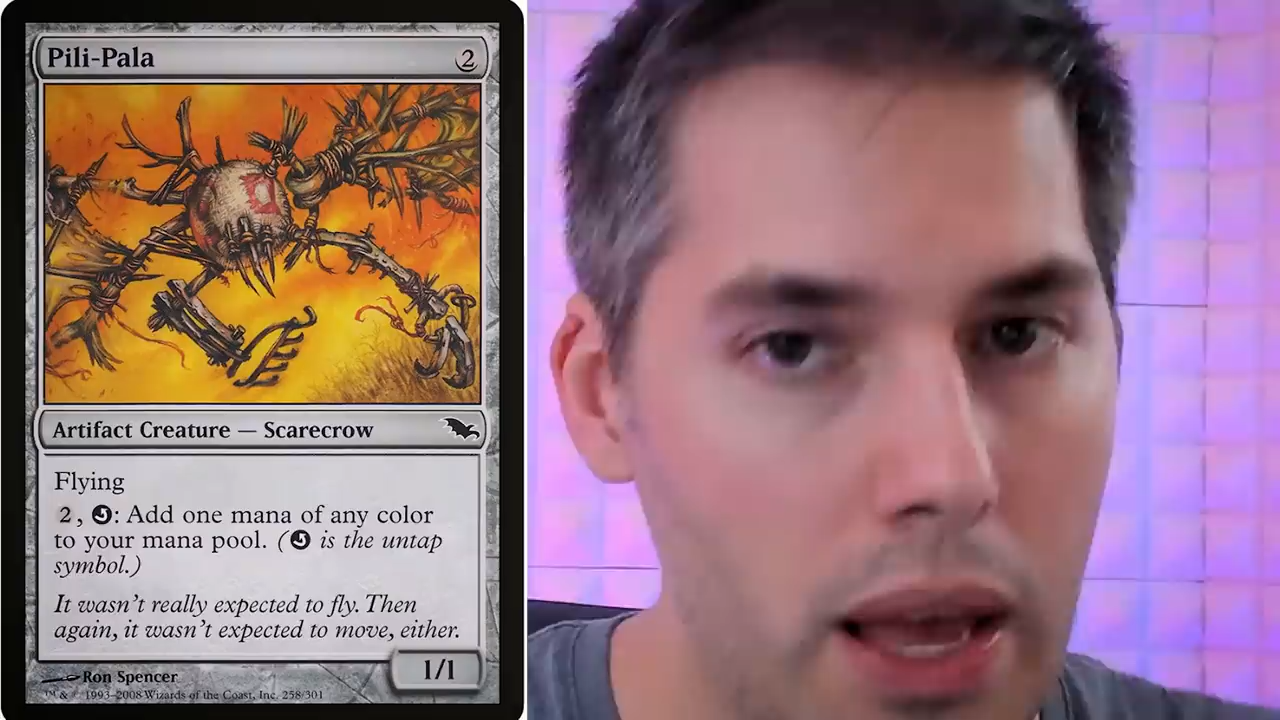 Pili-Pala 2
Artifact Creature — Scarecrow
Flying
2, : Add one mana of any color
to your mana pool. ( is the untap
symbol.)
It wasn't really expected to fly. Then
again, it wasn't expected to move, either.
1/1
Ron Spencer
™ & 1993–2008 Wizards of the Coast, Inc. 258/301